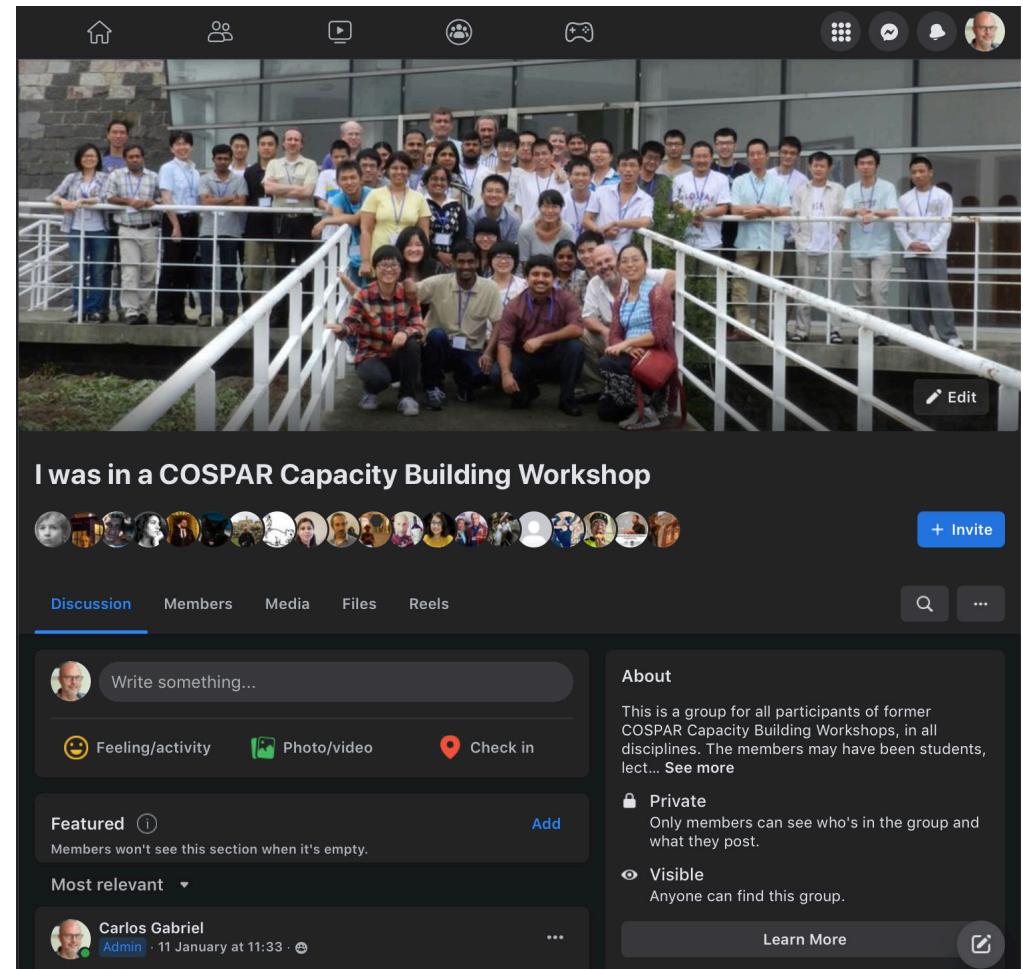 Edit
I was in a COSPAR Capacity Building Workshop
+ Invite
Discussion Members Media Files Reels
Write something...
Feeling/activity Photo/video Check in
Featured
Add
Members won't see this section when it's empty.
Most relevant
Carlos Gabriel
Admin · 11 January at 11:33 ·
About
This is a group for all participants of former
COSPAR Capacity Building Workshops, in all
disciplines. The members may have been students,
lect... See more
Private
Only members can see who's in the group and
what they post.
Visible
Anyone can find this group.
Learn More